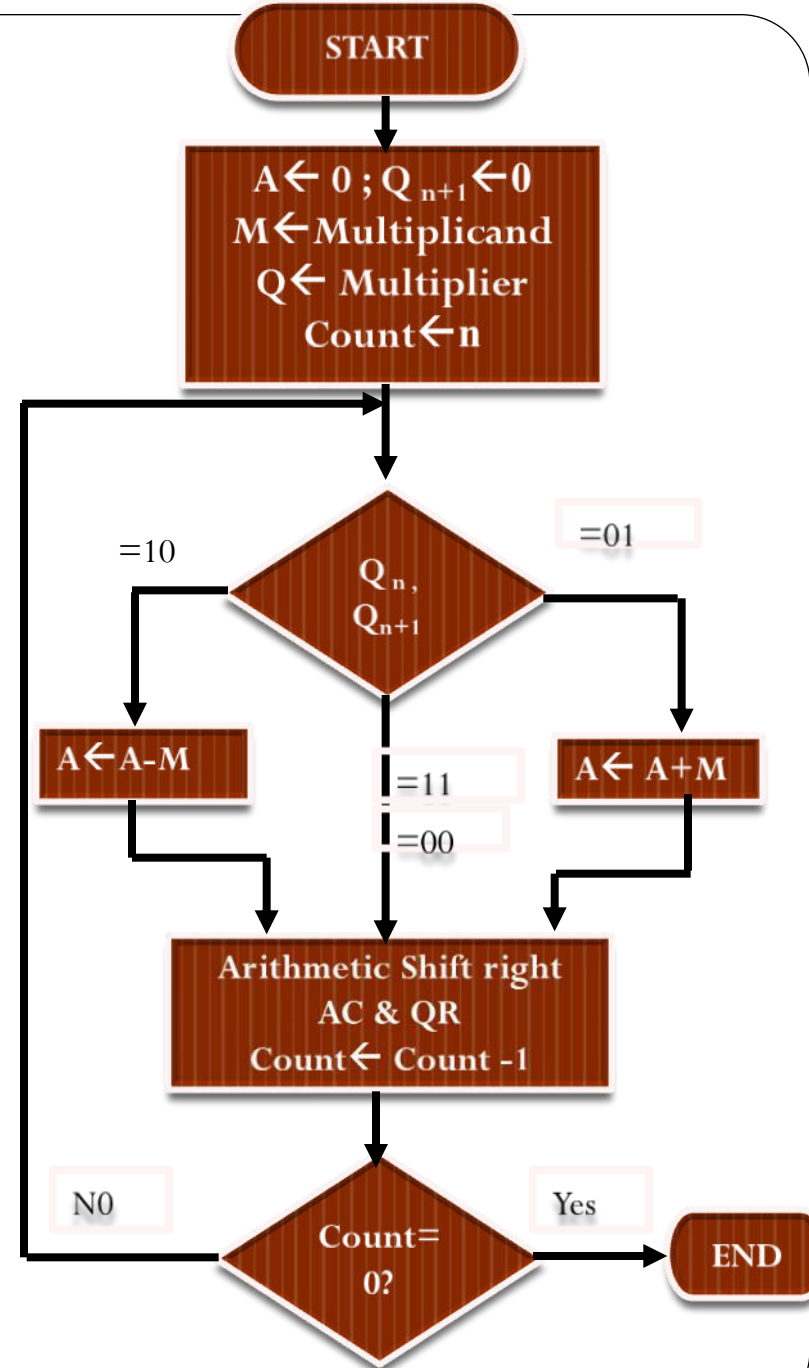 START
A← 0 ; Q n+1 ←0
M←Multiplicand
Q← Multiplier
Count←n
=10
=01
Q n ,
Qn+1
A←A-M
=11
=00
A← A+M
Arithmetic Shift right
AC & QR
Count← Count -1
N0
Yes
Count=
0?
END